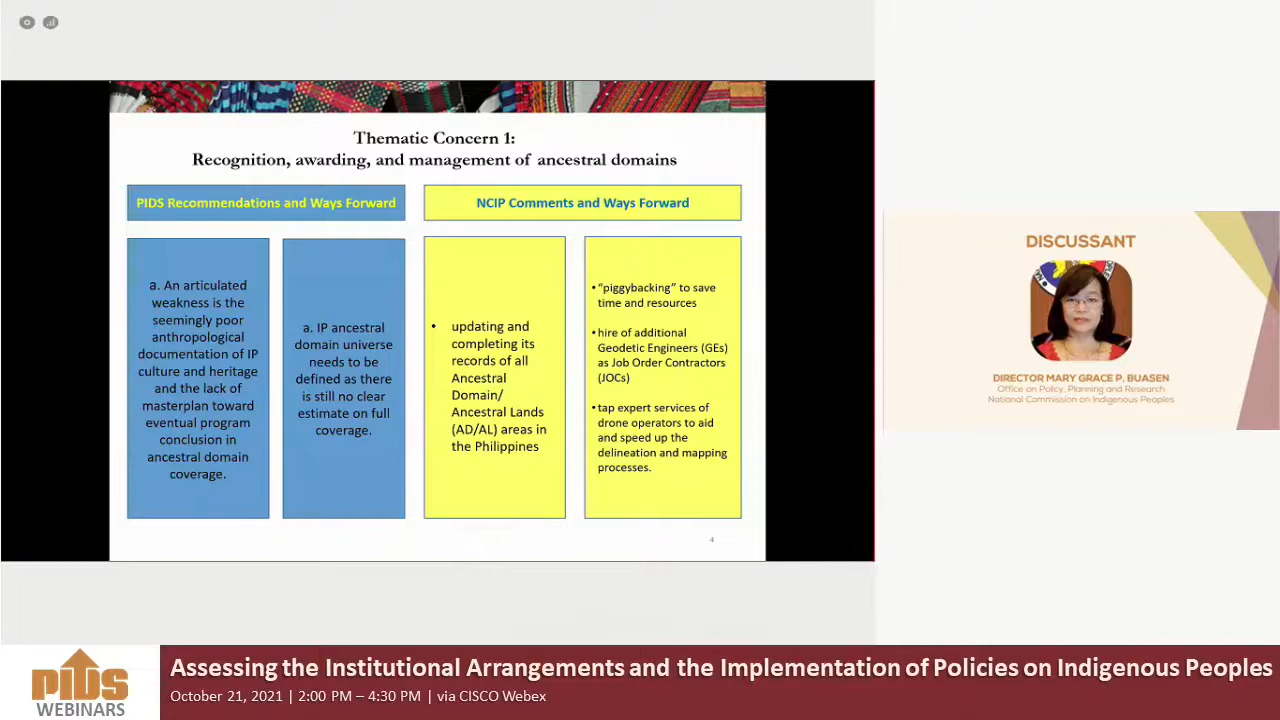 Thematic Concern 1:
Recognition, awarding, and management of ancestral domains
PIDS Recommendations and Ways Forward
NCIP Comments and Ways Forward
a. An articulated
weakness is the
seemingly poor
anthropological
documentation of IP
culture and heritage
and the lack of
masterplan toward
eventual program
conclusion in
ancestral domain
coverage.
a. IP ancestral
domain universe
needs to be
defined as there
is still no clear
estimate on full
coverage.
• updating and
completing its
records of all
Ancestral
Domain/
Ancestral Lands
(AD/AL) areas in
the Philippines
•“piggybacking” to save
time and resources
•hire of additional
Geodetic Engineers (GEs)
as Job Order Contractors
(JOCs)
•tap expert services of
drone operators to aid
and speed up the
delineation and mapping
processes.
4
DISCUSSANT
DIRECTOR MARY GRACE P. BUASEN
Office on Policy, Planning and Research
National Commission on Indigenous Peoples
PIDS
WEBINARS
Assessing the Institutional Arrangements and the Implementation of Policies on Indigenous Peoples
October 21, 2021 | 2:00 PM – 4:30 PM | via CISCO Webex